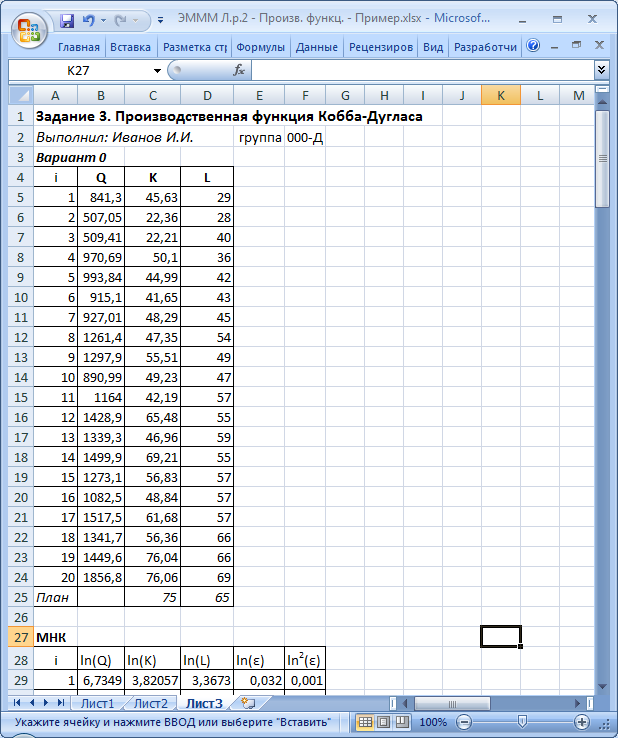 ЭМММ Л.р.2 - Произв. функц. - Пример.xlsx - Microsoft...
Главная Вставка Разметка стр Формулы Данные Рецензиров Вид Разработчи
K27 fx
A B C D E F G H I J K L M
1 Задание 3. Производственная функция Кобба-Дугласа
2 Выполнил: Иванов И.И. группа 000-Д
3 Вариант 0
4 i Q K L
5 1 841,3 45,63 29
6 2 507,05 22,36 28
7 3 509,41 22,21 40
8 4 970,69 50,1 36
9 5 993,84 44,99 42
10 6 915,1 41,65 43
11 7 927,01 48,29 45
12 8 1261,4 47,35 54
13 9 1297,9 55,51 49
14 10 890,99 49,23 47
15 11 1164 42,19 57
16 12 1428,9 65,48 55
17 13 1339,3 46,96 59
18 14 1499,9 69,21 55
19 15 1273,1 56,83 57
20 16 1082,5 48,84 57
21 17 1517,5 61,68 57
22 18 1341,7 56,36 66
23 19 1449,6 76,04 66
24 20 1856,8 76,06 69
25 План 75 65
26
27 МНК
28 i ln(Q) ln(K) ln(L) ln(ε) ln²(ε)
29 1 6,7349 3,82057 3,3673 0,032 0,001
Лист1 Лист2 Лист3
Укажите ячейку и нажмите ВВОД или выберите "Вставить" 100%